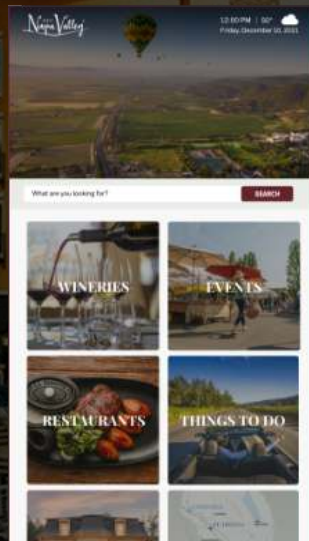 Napa Valley
12:00 PM | 50°
Friday, December 10, 2021
What are you looking for?
SEARCH
WINERIES
EVENTS
RESTAURANTS
THINGS TO DO